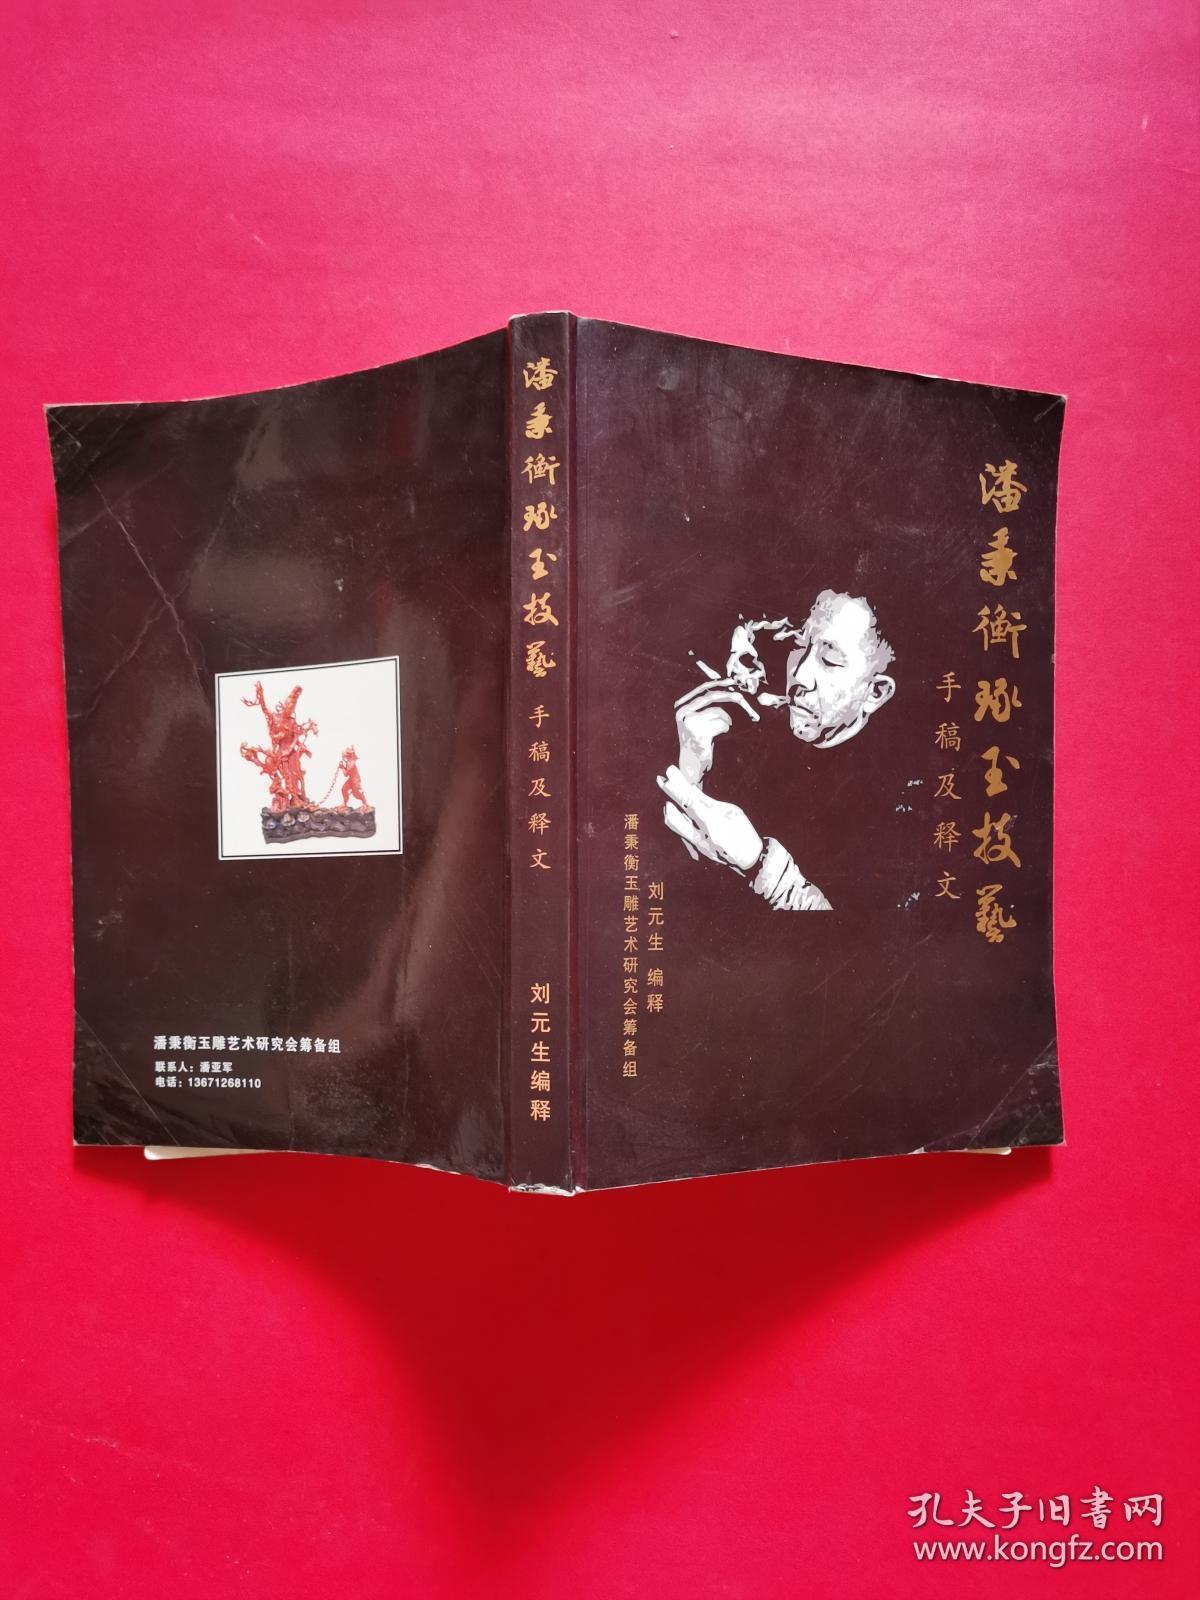 潘秉衡琢玉技藝
手稿及释文
刘元生 编释
潘秉衡玉雕艺术研究会筹备组
潘秉衡琢玉技藝 手稿及释文 刘元生编释
潘秉衡玉雕艺术研究会筹备组
联系人：潘亚军
电话：13671268110
孔夫子旧书网
www.kongfz.com